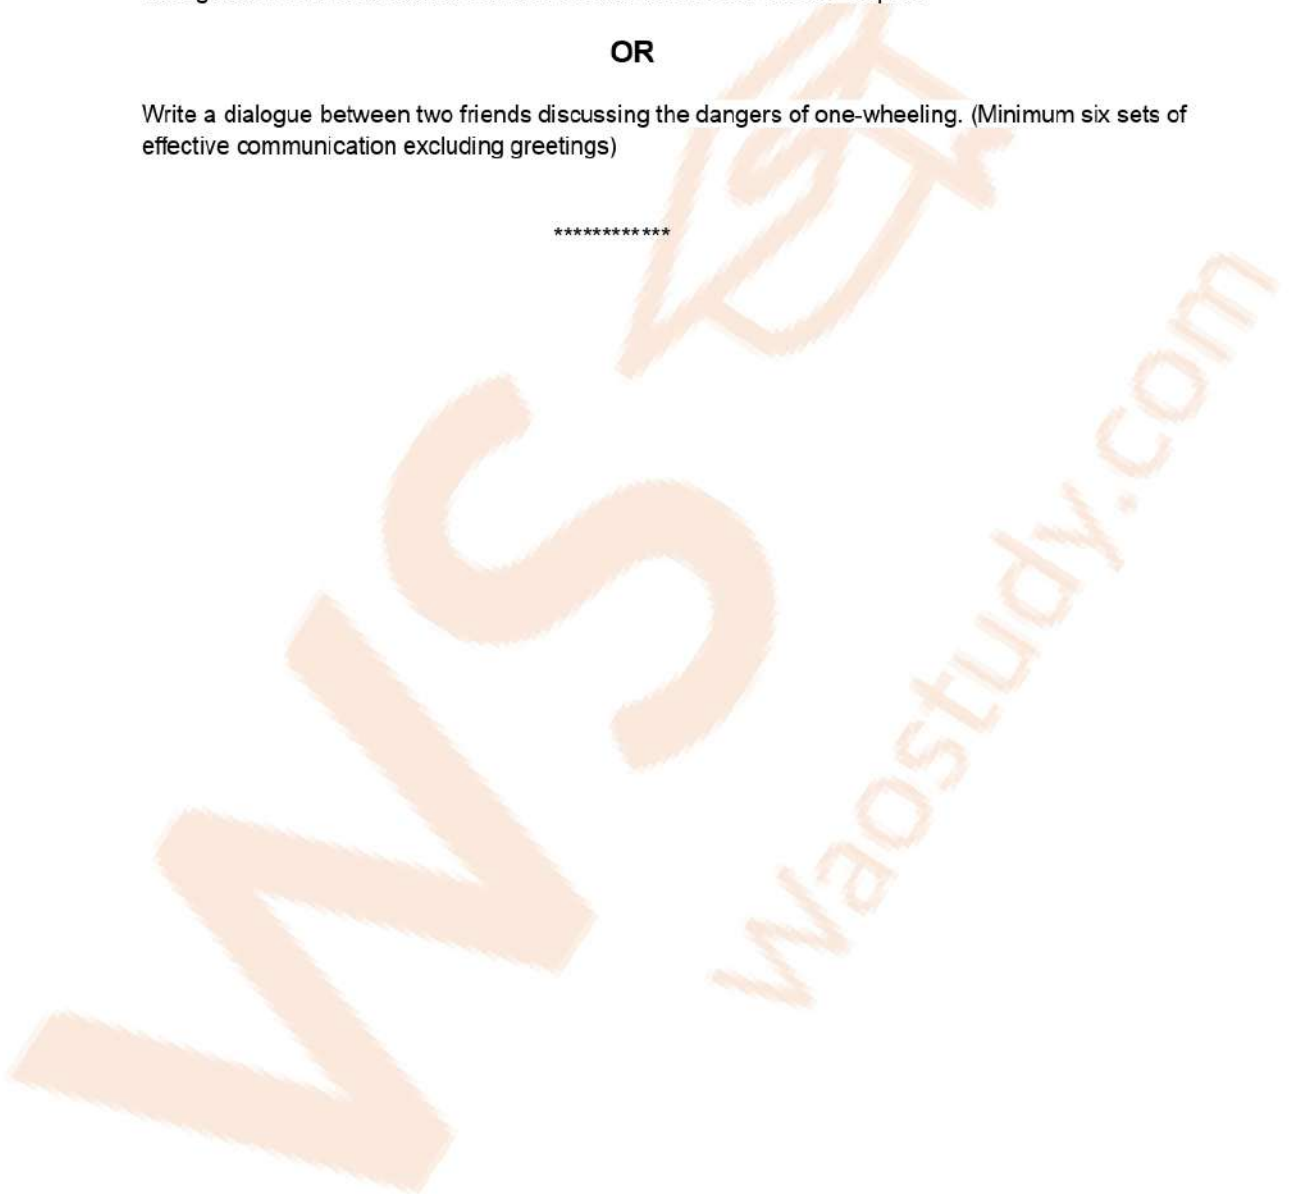 OR
Write a dialogue between two friends discussing the dangers of one-wheeling. (Minimum six sets of
effective communication excluding greetings)
************
WS
Waostudy.com